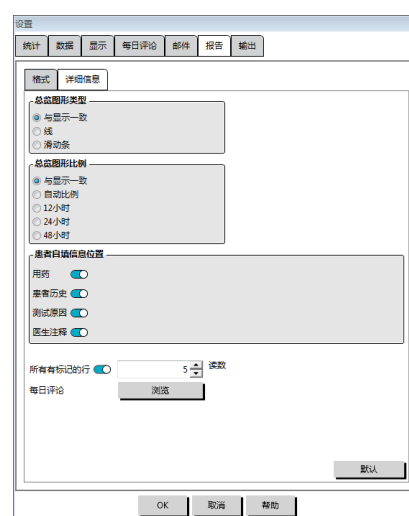 设置
统计 数据 显示 每日评论 邮件 报告 输出
格式 详细信息
总览图形类型
与显示一致
线
滑动条
总览图形比例
与显示一致
自动比例
12小时
24小时
48小时
患者自填信息位置
用药
患者历史
测试原因
医生注释
所有有标记的行 5 读数
每日评论 浏览
默认
OK 取消 帮助